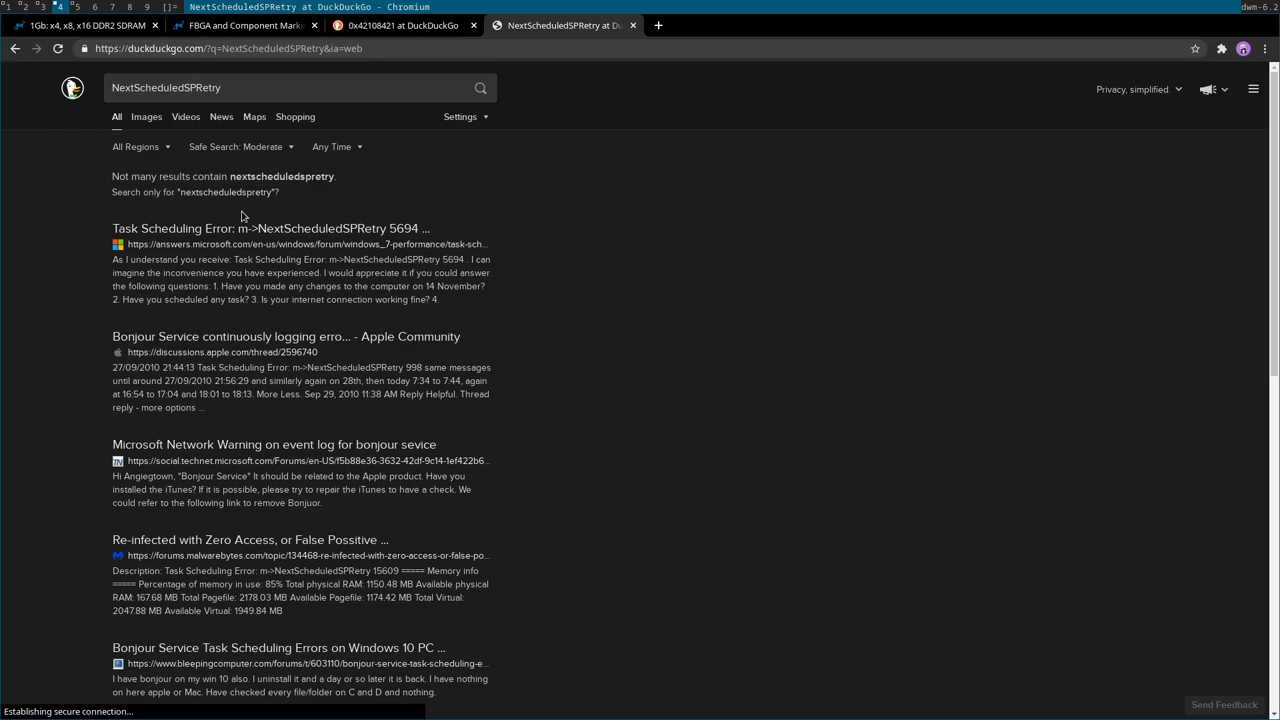 1 2 3 4 5 6 7 8 9 []= NextScheduledSPRetry at DuckDuckGo - Chromium dwm-6.2
1Gb: x4, x8, x16 DDR2 SDRAM FBGA and Component Markin 0x42108421 at DuckDuckGo NextScheduledSPRetry at Du
https://duckduckgo.com/?q=NextScheduledSPRetry&ia=web
NextScheduledSPRetry
Privacy, simplified.
All Images Videos News Maps Shopping Settings
All Regions Safe Search: Moderate Any Time
Not many results contain nextscheduledspretry.
Search only for "nextscheduledspretry"?
Task Scheduling Error: m->NextScheduledSPRetry 5694 ...
https://answers.microsoft.com/en-us/windows/forum/windows_7-performance/task-sch...
As I understand you receive: Task Scheduling Error: m->NextScheduledSPRetry 5694 . I can
imagine the inconvenience you have experienced. I would appreciate it if you could answer
the following questions: 1. Have you made any changes to the computer on 14 November?
2. Have you scheduled any task? 3. Is your internet connection working fine? 4.
Bonjour Service continuously logging erro... - Apple Community
https://discussions.apple.com/thread/2596740
27/09/2010 21:44:13 Task Scheduling Error: m->NextScheduledSPRetry 998 same messages
until around 27/09/2010 21:56:29 and similarly again on 28th, then today 7:34 to 7:44, again
at 16:54 to 17:04 and 18:01 to 18:13. More Less. Sep 29, 2010 11:38 AM Reply Helpful. Thread
reply - more options ...
Microsoft Network Warning on event log for bonjour sevice
https://social.technet.microsoft.com/Forums/en-US/f5b88e36-3632-42df-9c14-1ef422b6...
Hi Angiegtown, "Bonjour Service" It should be related to the Apple product. Have you
installed the iTunes? If it is possible, please try to repair the iTunes to have a check. We
could refer to the following link to remove Bonjuor.
Re-infected with Zero Access, or False Possitive ...
https://forums.malwarebytes.com/topic/134468-re-infected-with-zero-access-or-false-po...
Description: Task Scheduling Error: m->NextScheduledSPRetry 15609 ===== Memory info
===== Percentage of memory in use: 85% Total physical RAM: 1150.48 MB Available physical
RAM: 167.68 MB Total Pagefile: 2178.03 MB Available Pagefile: 1174.42 MB Total Virtual:
2047.88 MB Available Virtual: 1949.84 MB
Bonjour Service Task Scheduling Errors on Windows 10 PC ...
https://www.bleepingcomputer.com/forums/t/603110/bonjour-service-task-scheduling-e...
I have bonjour on my win 10 also. I uninstall it and a day or so later it is back. I have nothing
on here apple or Mac. Have checked every file/folder on C and D and nothing.
Send Feedback
Establishing secure connection...